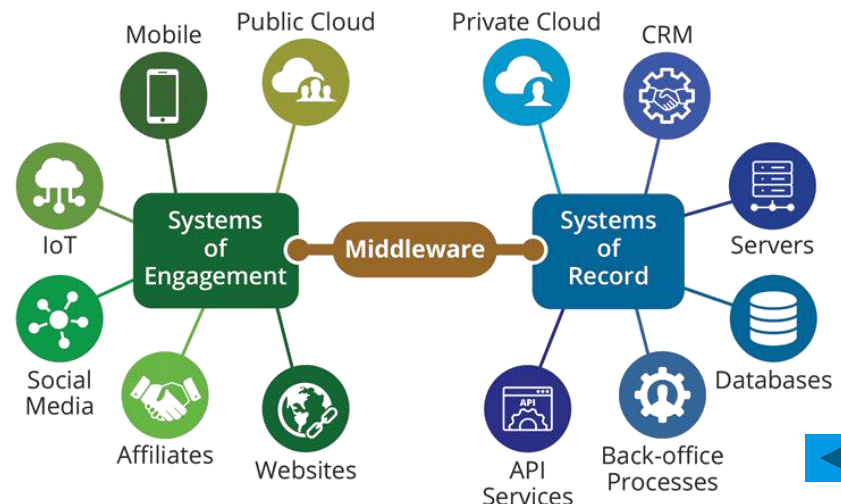 Mobile
Public Cloud
Private Cloud
CRM
IoT
Systems
of
Engagement
Middleware
Systems
of
Record
Servers
Social
Media
Affiliates
Websites
API
API
Services
Back-office
Processes
Databases